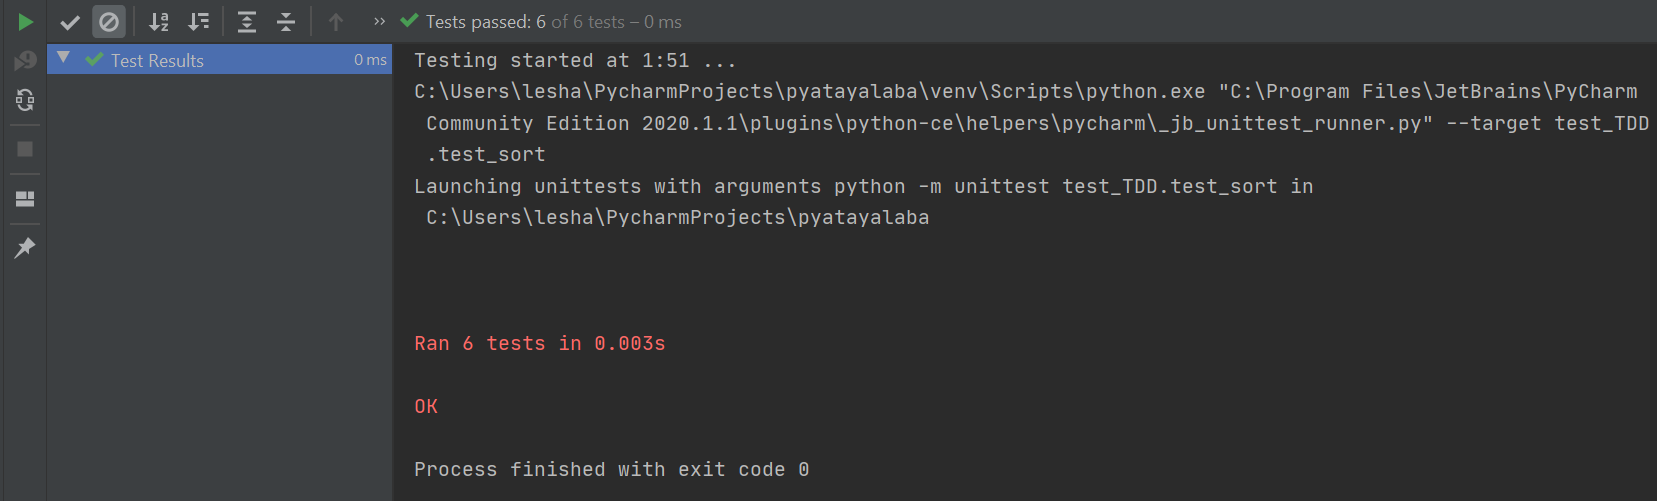 Tests passed: 6 of 6 tests – 0 ms
Test Results 0 ms
Testing started at 1:51 ...
C:\Users\lesha\PycharmProjects\pyatayalaba\venv\Scripts\python.exe "C:\Program Files\JetBrains\PyCharm
Community Edition 2020.1.1\plugins\python-ce\helpers\pycharm\_jb_unittest_runner.py" --target test_TDD
.test_sort
Launching unittests with arguments python -m unittest test_TDD.test_sort in
C:\Users\lesha\PycharmProjects\pyatayalaba
Ran 6 tests in 0.003s
OK
Process finished with exit code 0